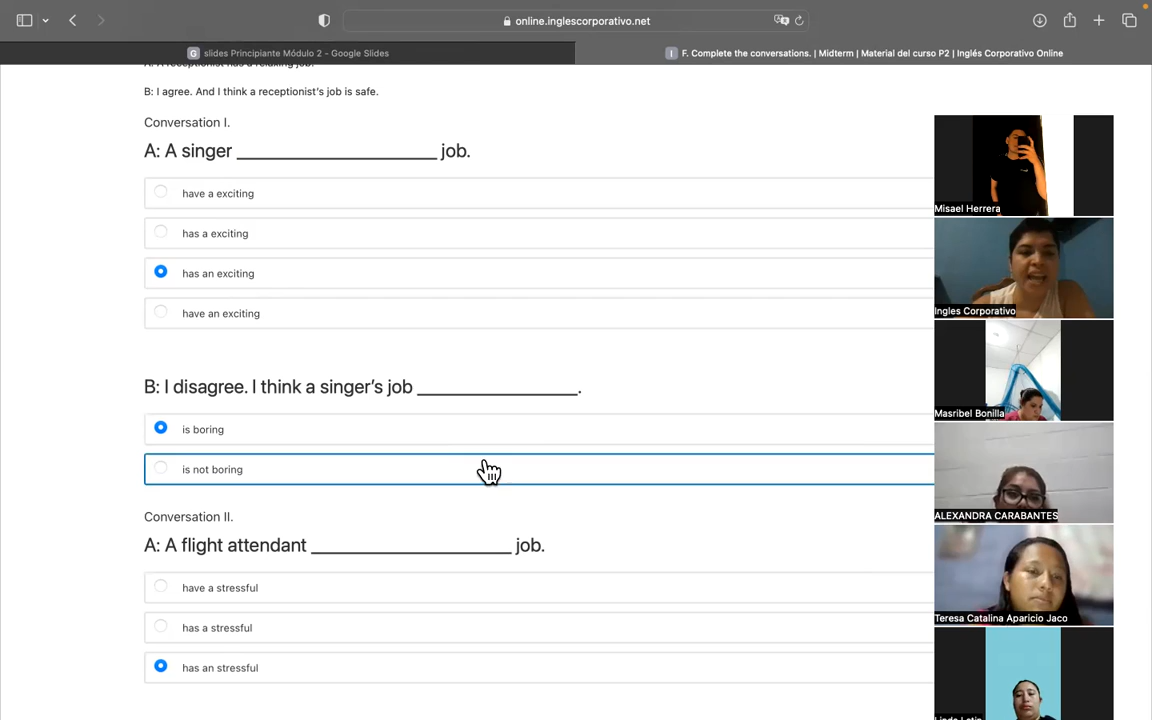 online.inglescorporativo.net
slides Principiante Módulo 2 - Google Slides
F. Complete the conversations. | Midterm | Material del curso P2 | Inglés Corporativo Online
A: A receptionist has a relaxing job.
B: I agree. And I think a receptionist's job is safe.
Conversation I.
A: A singer ____________________ job.
have a exciting
has a exciting
has an exciting
have an exciting
B: I disagree. I think a singer's job ________________.
is boring
is not boring
Conversation II.
A: A flight attendant ____________________ job.
have a stressful
has a stressful
has an stressful
Misael Herrera
Ingles Corporativo
Masribel Bonilla
ALEXANDRA CARABANTES
Teresa Catalina Aparicio Jaco